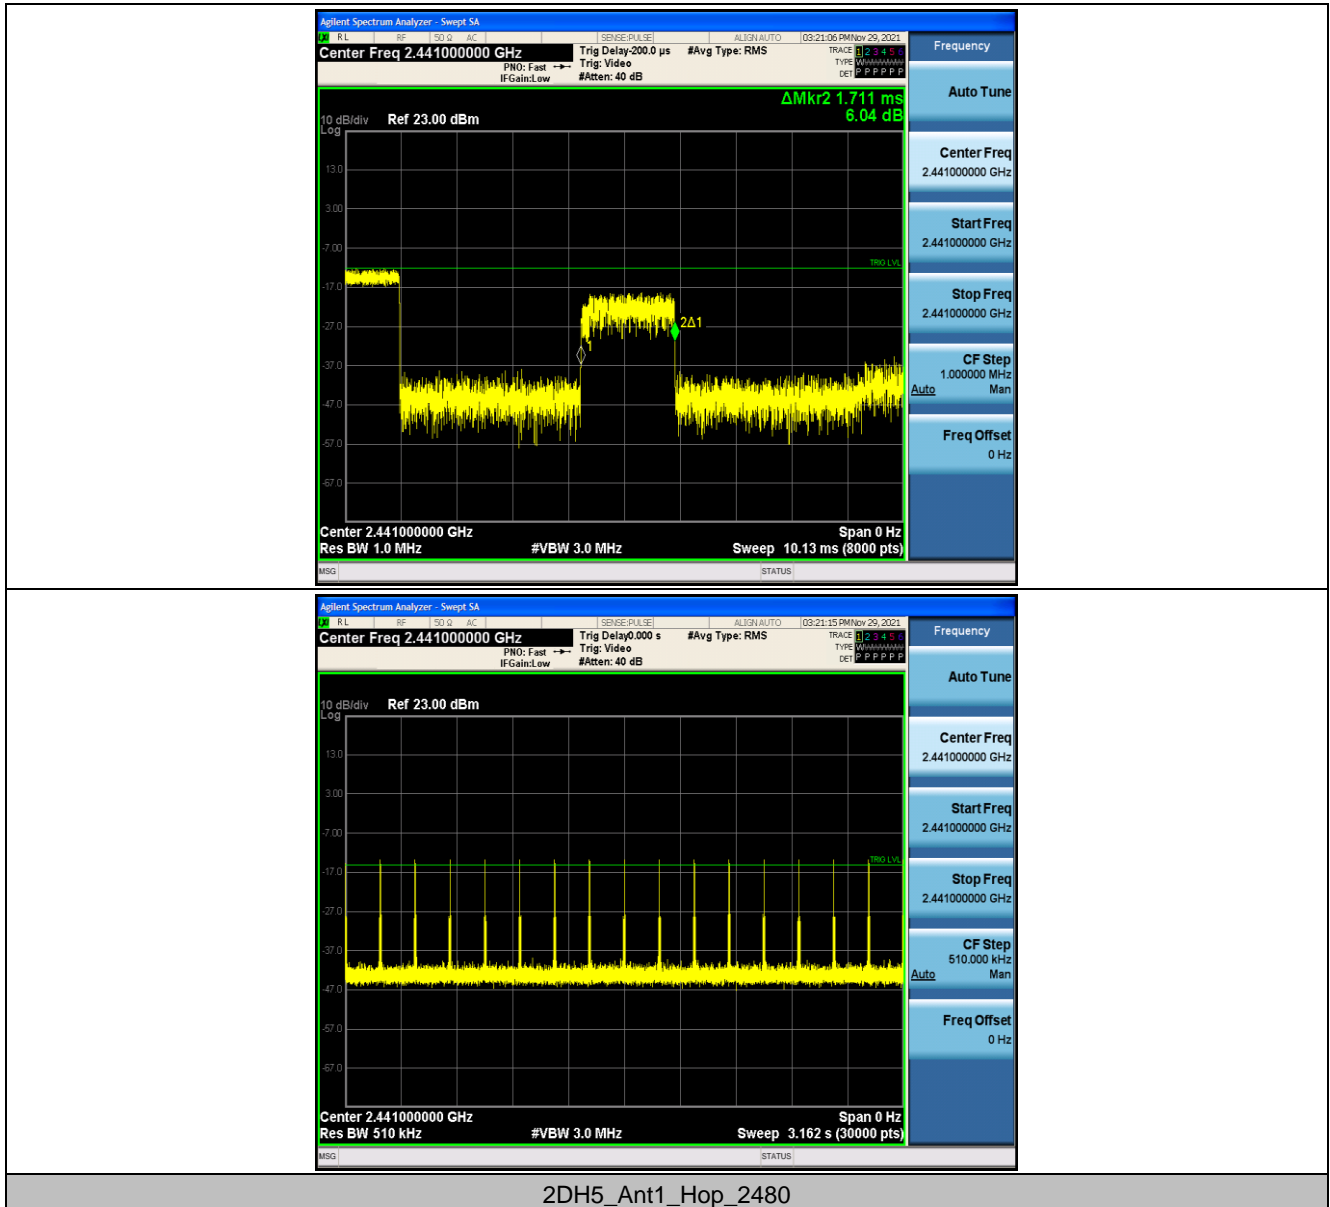 Agilent Spectrum Analyzer - Swept SA
RL RF 50 Ω AC SENSE:PULSE ALIGN AUTO 03:21:06 PM Nov 29, 2021
Center Freq 2.441000000 GHz
PNO: Fast
IFGain:Low
Trig Delay-200.0 µs
Trig: Video
#Atten: 40 dB
#Avg Type: RMS
TRACE 1 2 3 4 5 6
TYPE W
DET P P P P P P
Frequency
ΔMkr2 1.711 ms
6.04 dB
10 dB/div
Log
Ref 23.00 dBm
13.0
3.00
-7.00
-17.0
-27.0
-37.0
-47.0
-57.0
-67.0
TRIG LVL
2Δ1
Center 2.441000000 GHz
Span 0 Hz
Res BW 1.0 MHz
#VBW 3.0 MHz
Sweep 10.13 ms (8000 pts)
MSG
STATUS
Auto Tune
Center Freq
2.441000000 GHz
Start Freq
2.441000000 GHz
Stop Freq
2.441000000 GHz
CF Step
1.000000 MHz
Auto Man
Freq Offset
0 Hz
Agilent Spectrum Analyzer - Swept SA
RL RF 50 Ω AC SENSE:PULSE ALIGN AUTO 03:21:15 PM Nov 29, 2021
Center Freq 2.441000000 GHz
PNO: Fast
IFGain:Low
Trig Delay0.000 s
Trig: Video
#Atten: 40 dB
#Avg Type: RMS
TRACE 1 2 3 4 5 6
TYPE W
DET P P P P P P
Frequency
10 dB/div
Log
Ref 23.00 dBm
13.0
3.00
-7.00
-17.0
-27.0
-37.0
-47.0
-57.0
-67.0
TRIG LVL
Center 2.441000000 GHz
Span 0 Hz
Res BW 510 kHz
#VBW 3.0 MHz
Sweep 3.162 s (30000 pts)
MSG
STATUS
Auto Tune
Center Freq
2.441000000 GHz
Start Freq
2.441000000 GHz
Stop Freq
2.441000000 GHz
CF Step
510.000 kHz
Auto Man
Freq Offset
0 Hz
2DH5_Ant1_Hop_2480